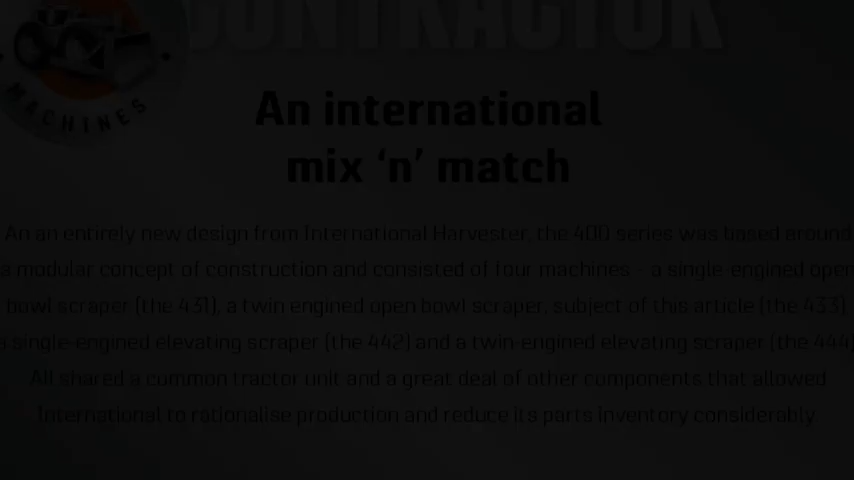 CONTRACTOR
MACHINES
An international
mix ‘n’ match
An an entirely new design from International Harvester, the 400 series was based around
a modular concept of construction and consisted of four machines – a single-engined open
bowl scraper (the 431), a twin engined open bowl scraper, subject of this article (the 433)
a single-engined elevating scraper (the 442) and a twin-engined elevating scraper (the 444)
All shared a common tractor unit and a great deal of other components that allowed
International to rationalise production and reduce its parts inventory considerably